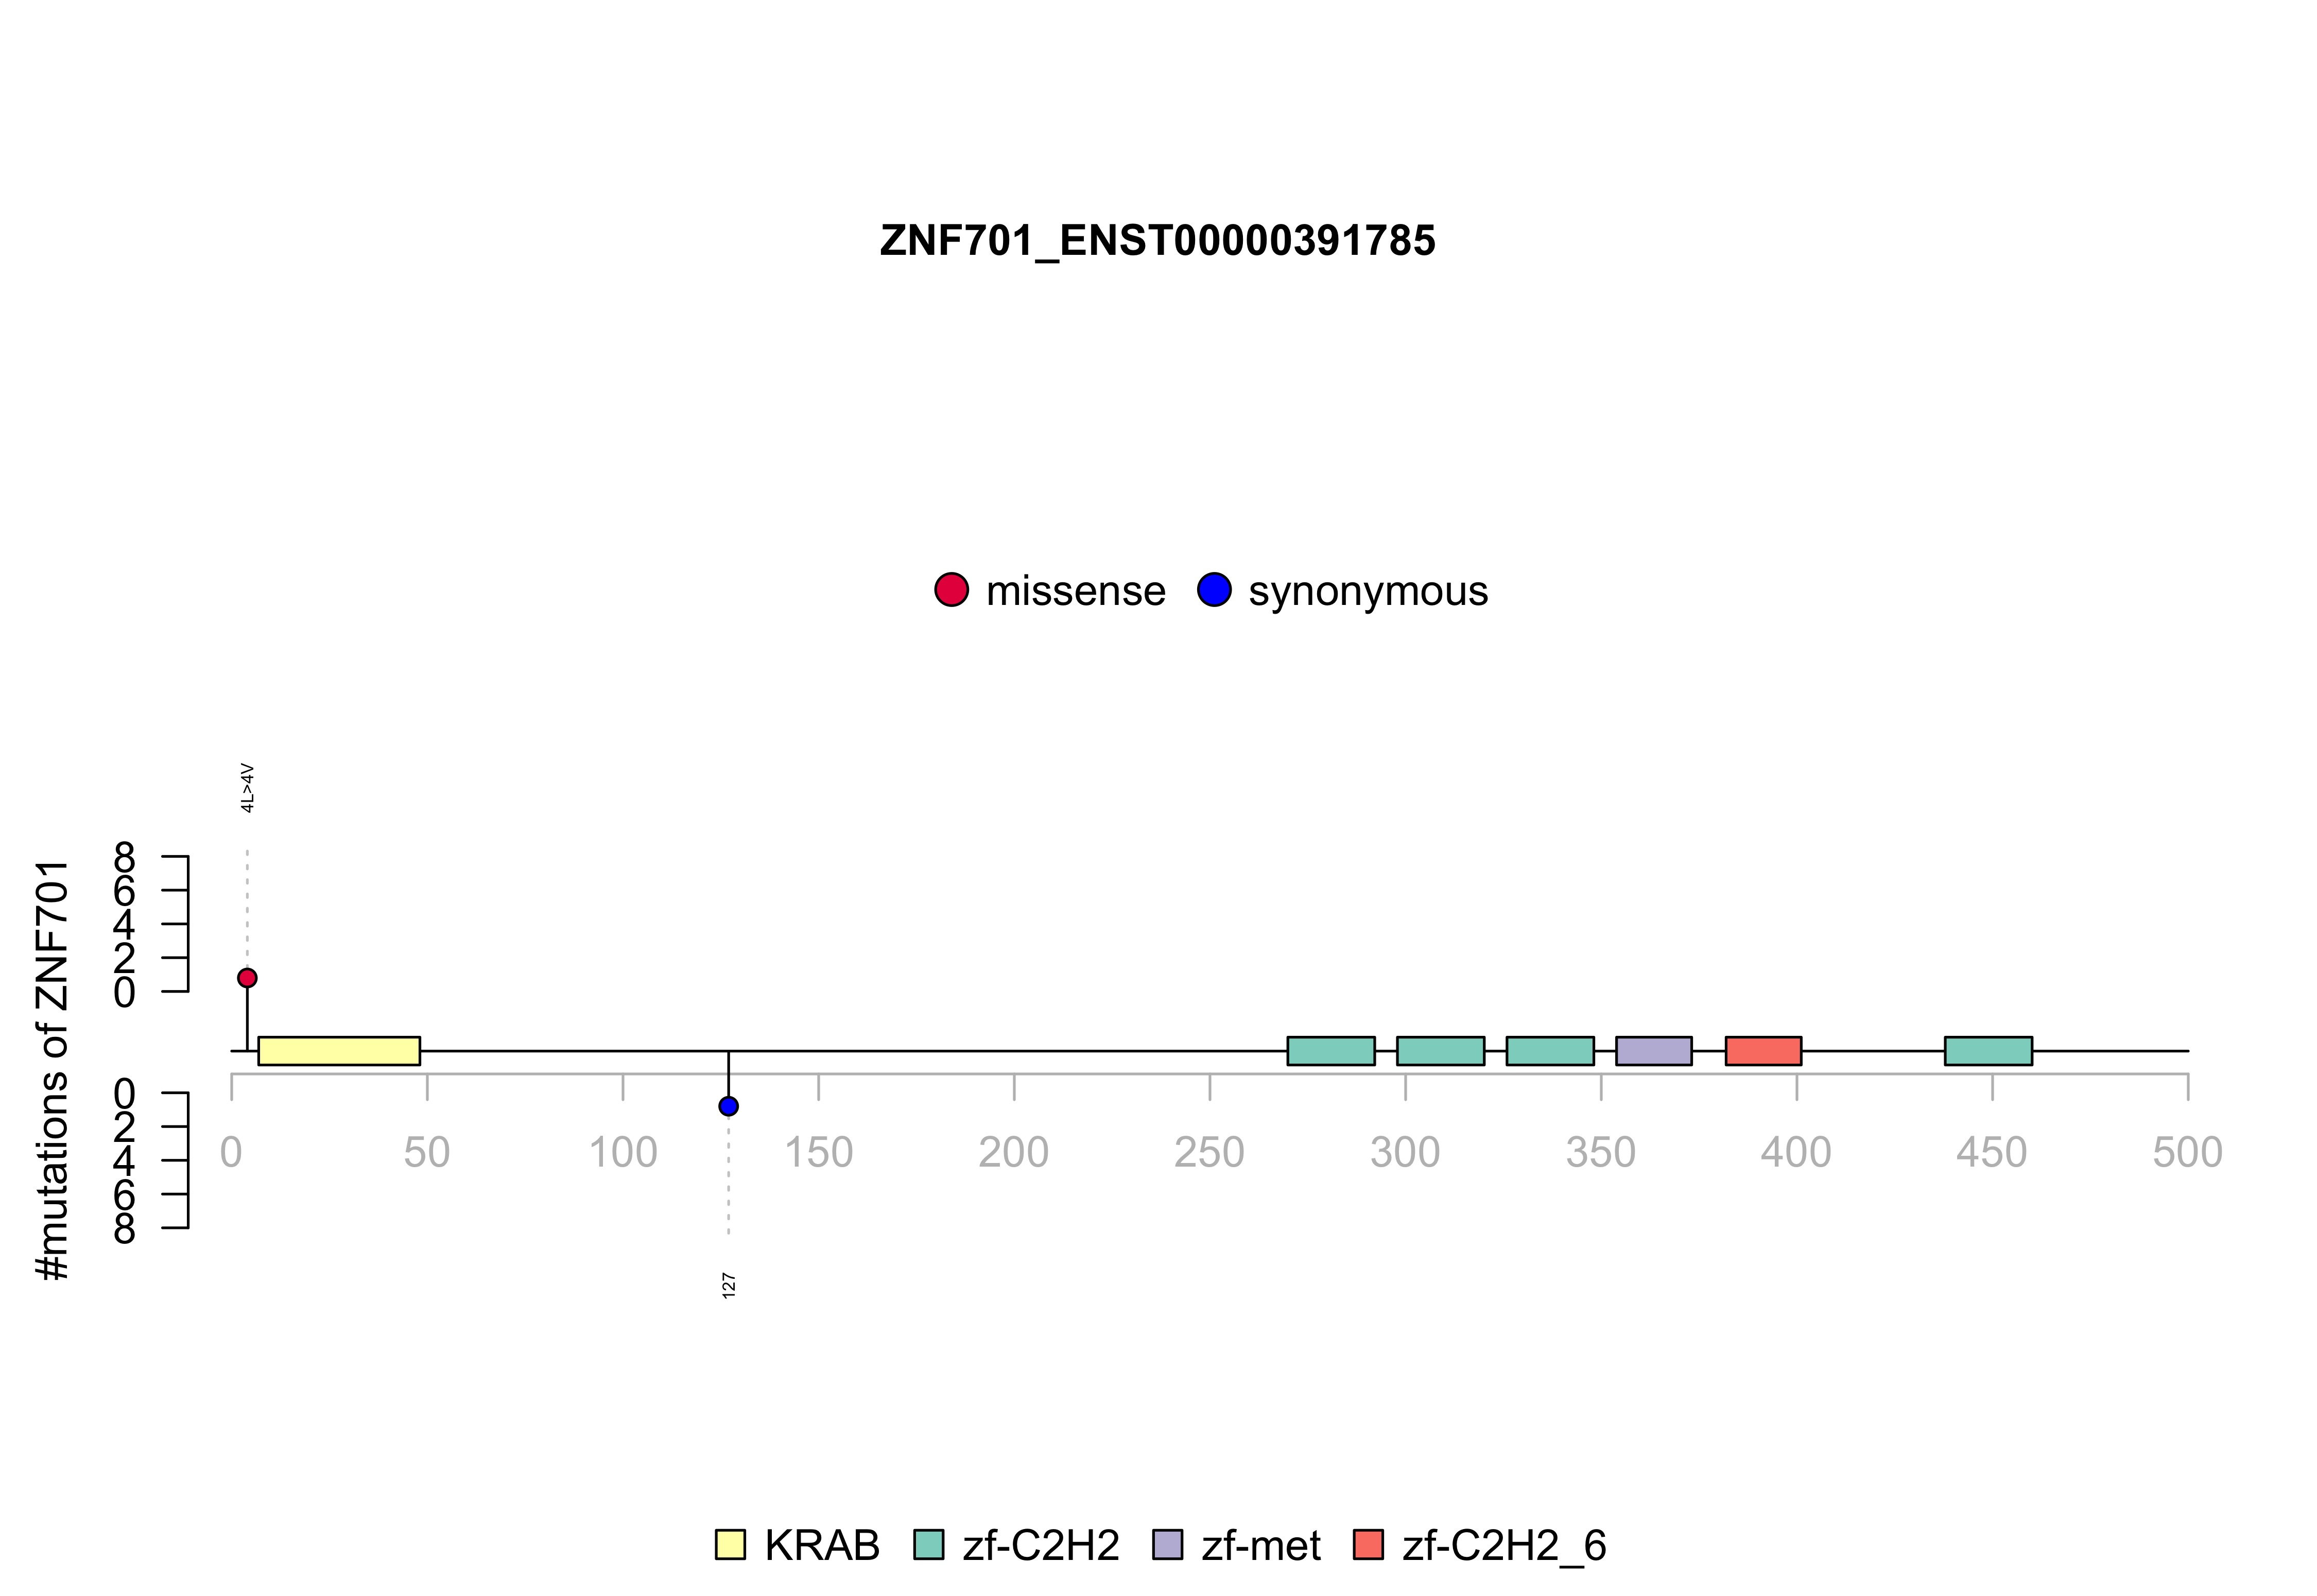 ZNF701_ENST00000391785
missense synonymous
4L>4V
#mutations of ZNF701
8
6
4
2
0
0
2
4
6
8
0 50 100 150 200 250 300 350 400 450 500
127
KRAB zf-C2H2 zf-met zf-C2H2_6